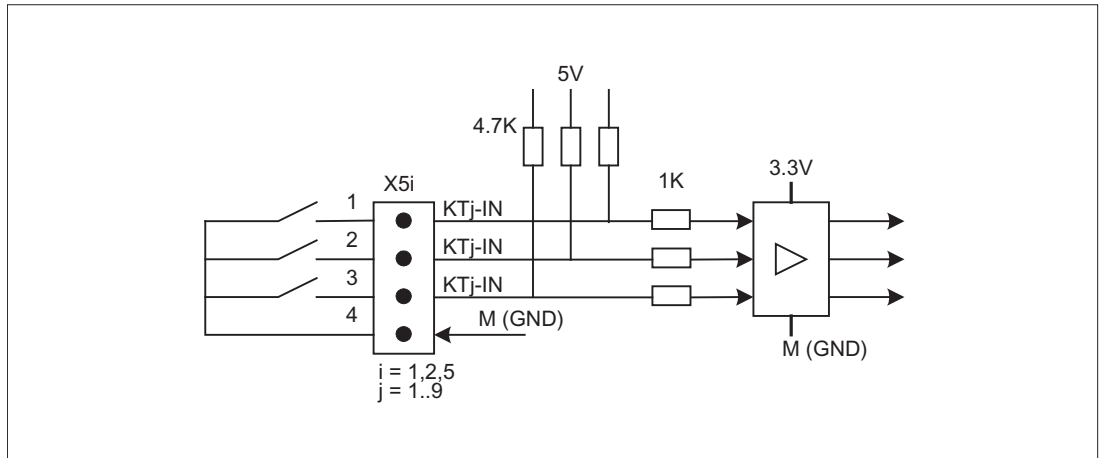 5V
4.7K
3.3V
1K
X5i
1
KTj-IN
2
KTj-IN
3
KTj-IN
4
M (GND)
M (GND)
i = 1,2,5
j = 1..9